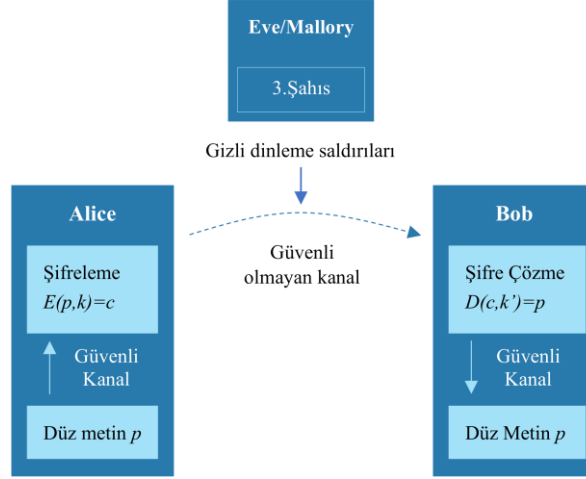 Eve/Mallory
3.Şahıs
Gizli dinleme saldırıları
Alice
Şifreleme
E(p,k)=c
Güvenli
Kanal
Düz metin p
Güvenli
olmayan kanal
Bob
Şifre Çözme
D(c,k’)=p
Güvenli
Kanal
Düz Metin p